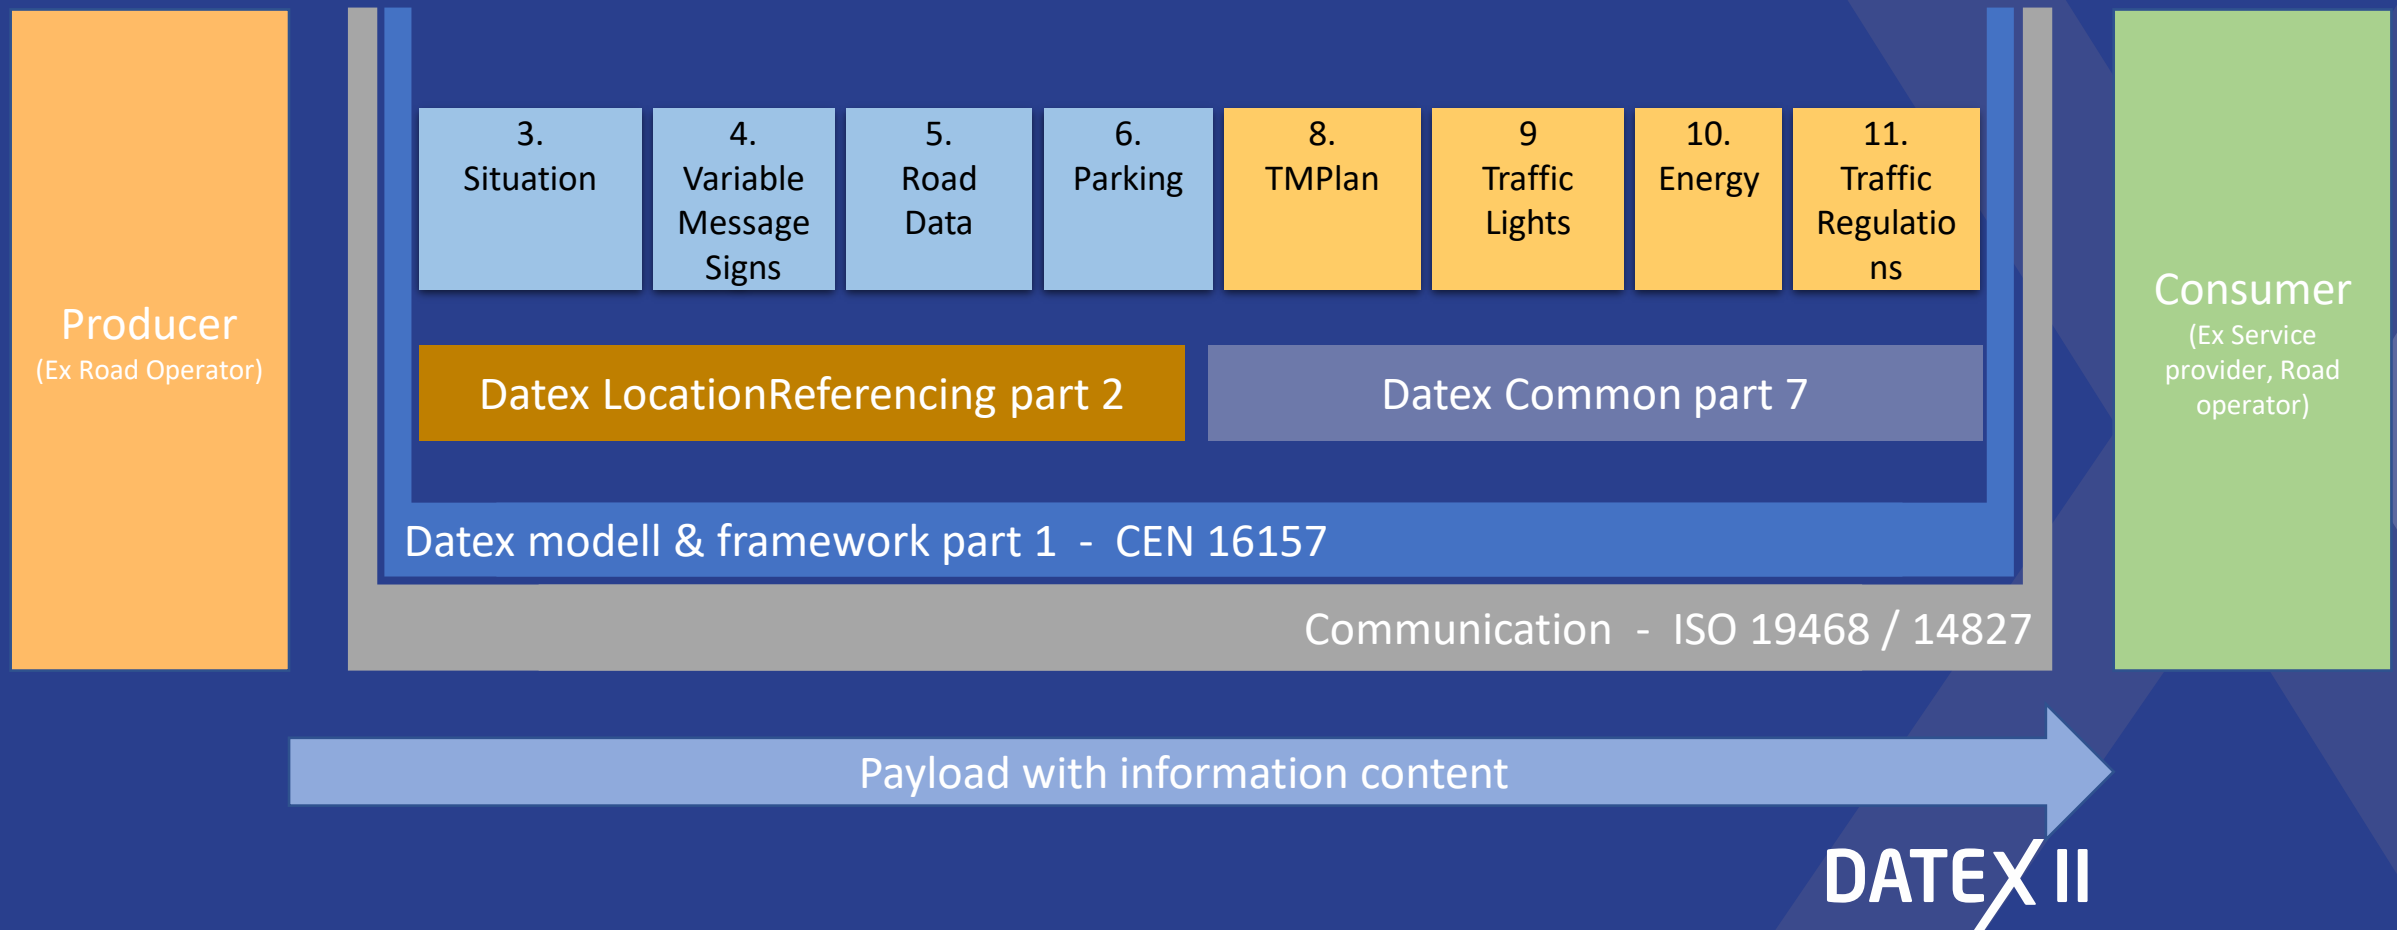 Producer
(Ex Road Operator)
3.
Situation
4.
Variable
Message
Signs
5.
Road
Data
6.
Parking
8.
TMPlan
9
Traffic
Lights
10.
Energy
11.
Traffic
Regulatio
ns
Datex LocationReferencing part 2
Datex Common part 7
Datex modell & framework part 1 - CEN 16157
Communication - ISO 19468 / 14827
Consumer
(Ex Service
provider, Road
operator)
Payload with information content
DATEX II